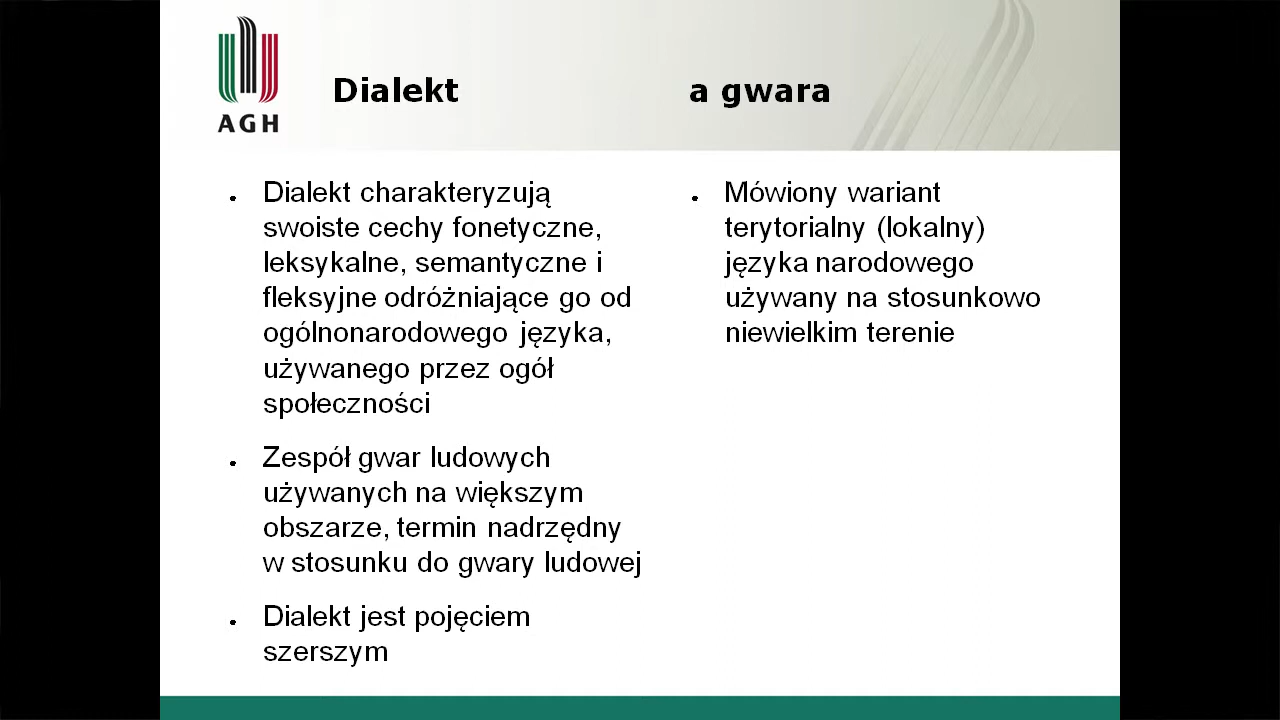 AGH
Dialekt a gwara
• Dialekt charakteryzują
swoiste cechy fonetyczne,
leksykalne, semantyczne i
fleksyjne odróżniające go od
ogólnonarodowego języka,
używanego przez ogół
społeczności
• Zespół gwar ludowych
używanych na większym
obszarze, termin nadrzędny
w stosunku do gwary ludowej
• Dialekt jest pojęciem
szerszym
• Mówiony wariant
terytorialny (lokalny)
języka narodowego
używany na stosunkowo
niewielkim terenie